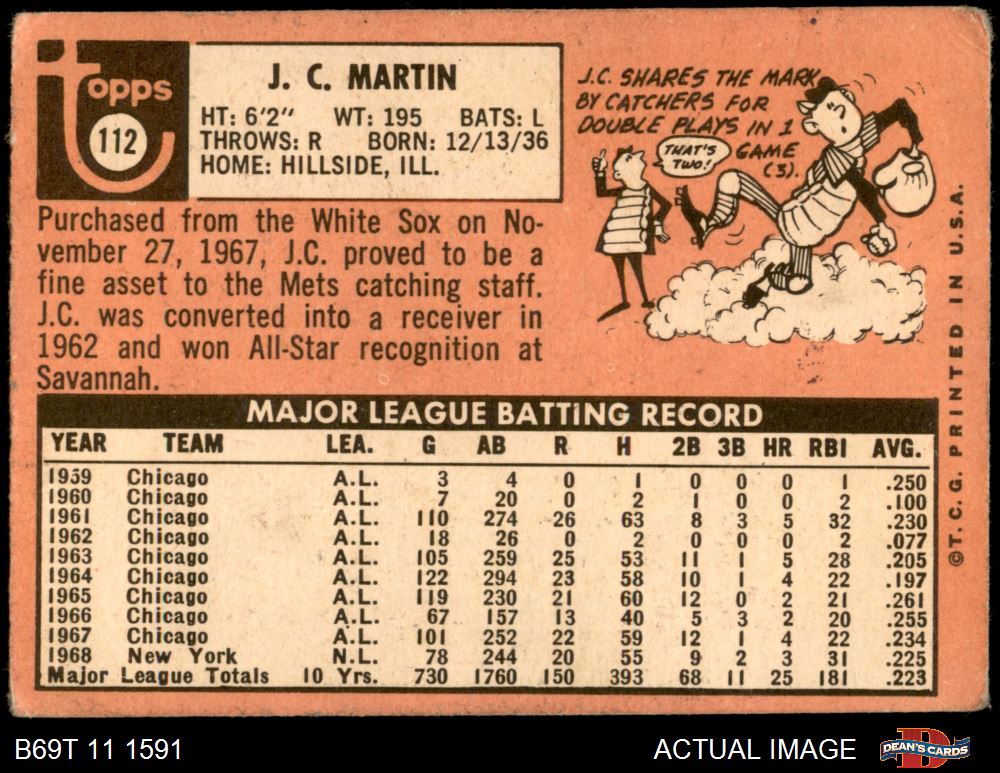 topps
112
J. C. MARTIN
HT: 6'2" WT: 195 BATS: L
THROWS: R BORN: 12/13/36
HOME: HILLSIDE, ILL.
Purchased from the White Sox on No-
vember 27, 1967, J.C. proved to be a
fine asset to the Mets catching staff.
J.C. was converted into a receiver in
1962 and won All-Star recognition at
Savannah.
J.C. SHARES THE MARK
BY CATCHERS FOR
DOUBLE PLAYS IN 1
GAME
(3).
THAT'S
TWO!
MAJOR LEAGUE BATTING RECORD
YEAR TEAM LEA. G AB R H 2B 3B HR RBI AVG.
1959 Chicago A.L. 3 4 0 1 0 0 0 1 .250
1960 Chicago A.L. 7 20 0 2 1 0 0 2 .100
1961 Chicago A.L. 110 274 26 63 8 3 5 32 .230
1962 Chicago A.L. 18 26 0 2 0 0 0 2 .077
1963 Chicago A.L. 105 259 25 53 11 1 5 28 .205
1964 Chicago A.L. 122 294 23 58 10 1 4 22 .197
1965 Chicago A.L. 119 230 21 60 12 0 2 21 .261
1966 Chicago A.L. 67 157 13 40 5 3 2 20 .255
1967 Chicago A.L. 101 252 22 59 12 1 4 22 .234
1968 New York N.L. 78 244 20 55 9 2 3 31 .225
Major League Totals 10 Yrs. 730 1760 150 393 68 11 25 181 .223
©T. C. G. PRINTED IN U.S.A.
B69T 11 1591
ACTUAL IMAGE
DEAN'S CARDS